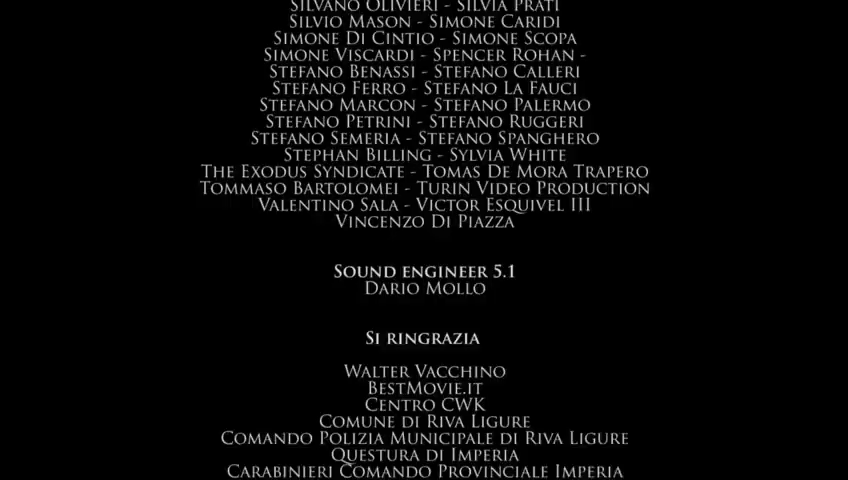 Silvano Olivieri - Silvia Prati
Silvio Mason - Simone Caridi
Simone Di Cintio - Simone Scopa
Simone Viscardi - Spencer Rohan -
Stefano Benassi - Stefano Calleri
Stefano Ferro - Stefano La Fauci
Stefano Marcon - Stefano Palermo
Stefano Petrini - Stefano Ruggeri
Stefano Semeria - Stefano Spanghero
Stephan Billing - Sylvia White
The Exodus Syndicate - Tomas De Mora Trapero
Tommaso Bartolomei - Turin Video Production
Valentino Sala - Victor Esquivel III
Vincenzo Di Piazza
Sound engineer 5.1
Dario Mollo
Si ringrazia
Walter Vacchino
BestMovie.it
Centro CWK
Comune di Riva Ligure
Comando Polizia Municipale di Riva Ligure
Questura di Imperia
Carabinieri Comando Provinciale Imperia